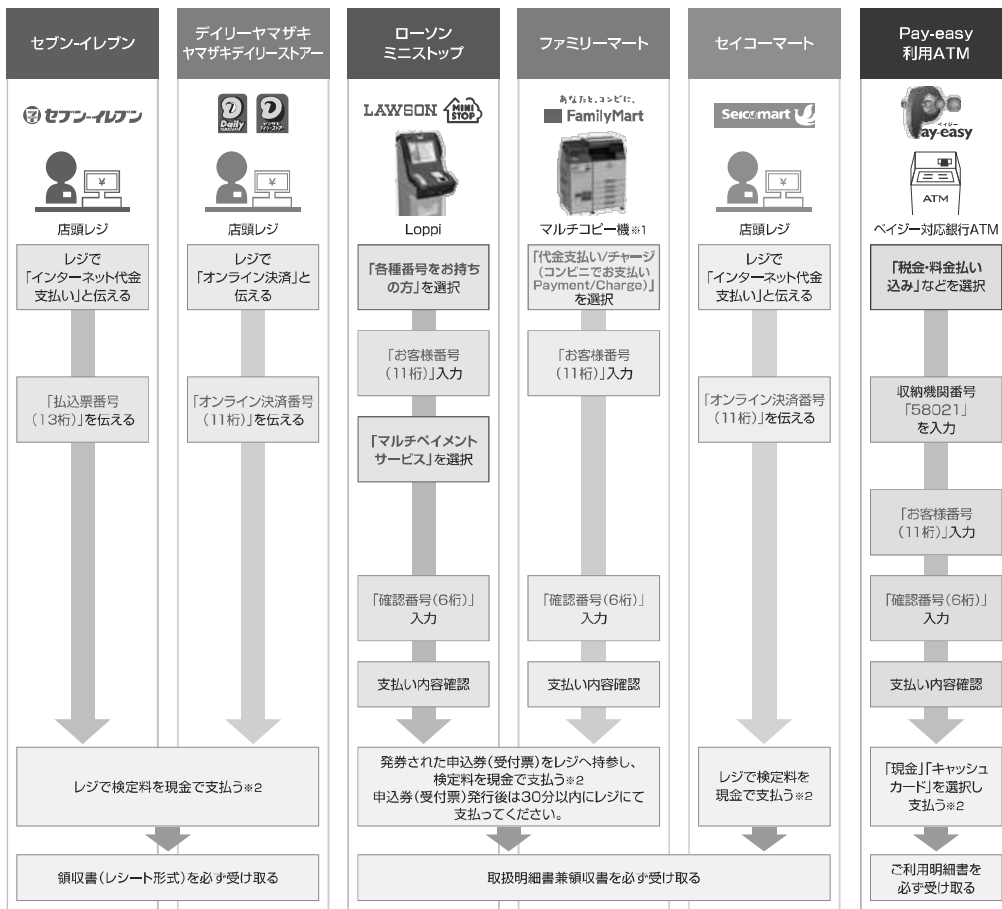 セブン-イレブン
デイリーヤマザキ
ヤマザキデイリーストアー
ローソン
ミニストップ
ファミリーマート
セイコーマート
Pay-easy
利用ATM
セブン-イレブン
Daily
LAWSON
MINI
STOP
あなたと、コンビに、
FamilyMart
Seicomart
ペイジー
Pay-easy
¥
¥
¥
ATM
店頭レジ
店頭レジ
Loppi
マルチコピー機※1
店頭レジ
ペイジー対応銀行ATM
レジで
「インターネット代金
支払い」と伝える
レジで
「オンライン決済」と
伝える
「各種番号をお持ち
の方」を選択
「代金支払い/チャージ
(コンビニでお支払い
Payment/Charge)」
を選択
レジで
「インターネット代金
支払い」と伝える
「税金・料金払い
込み」などを選択
「お客様番号
(11桁)」入力
「お客様番号
(11桁)」入力
「払込票番号
(13桁)」を伝える
「オンライン決済番号
(11桁)」を伝える
「オンライン決済番号
(11桁)」を伝える
収納機関番号
「58021」
を入力
「マルチペイメント
サービス」を選択
「お客様番号
(11桁)」入力
「確認番号(6桁)」
入力
「確認番号(6桁)」
入力
「確認番号(6桁)」
入力
支払い内容確認
支払い内容確認
支払い内容確認
レジで検定料を現金で支払う※2
発券された申込券(受付票)をレジへ持参し、
検定料を現金で支払う※2
申込券(受付票)発行後は30分以内にレジにて
支払ってください。
レジで検定料を
現金で支払う※2
「現金」「キャッシュ
カード」を選択し
支払う※2
領収書(レシート形式)を必ず受け取る
取扱明細書兼領収書を必ず受け取る
ご利用明細書を
必ず受け取る